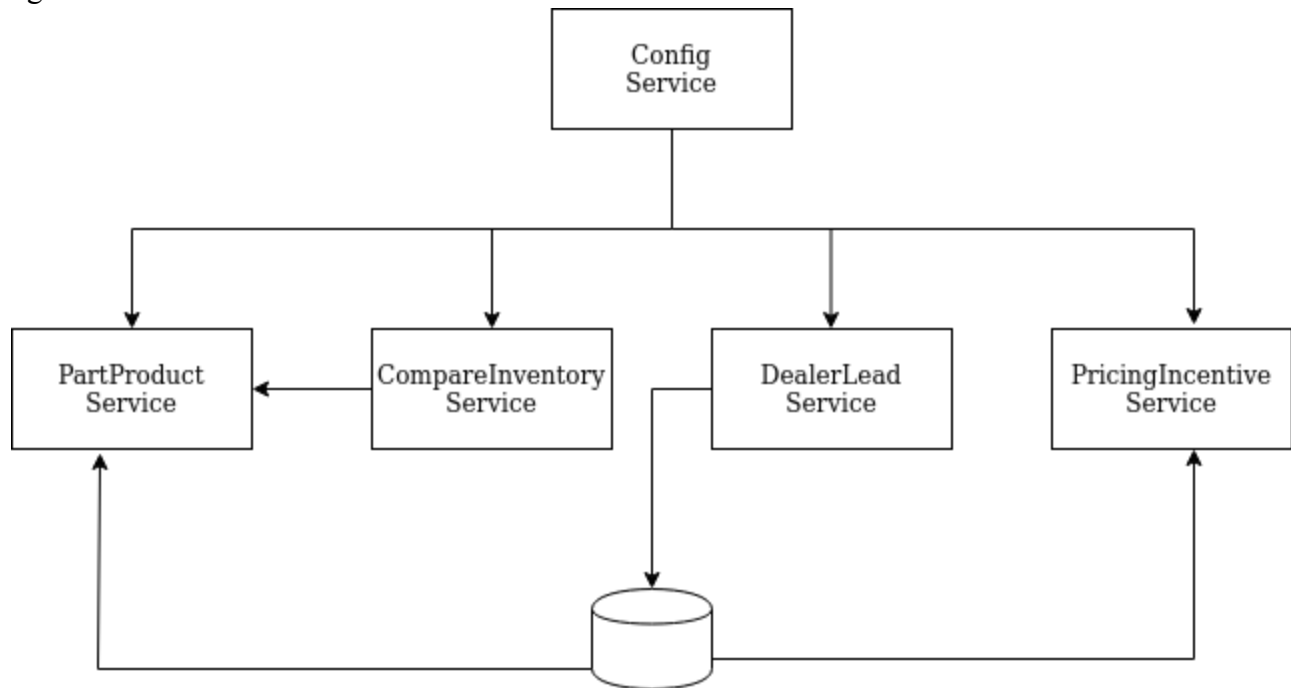 Config
Service
PartProduct
Service
CompareInventory
Service
DealerLead
Service
PricingIncentive
Service